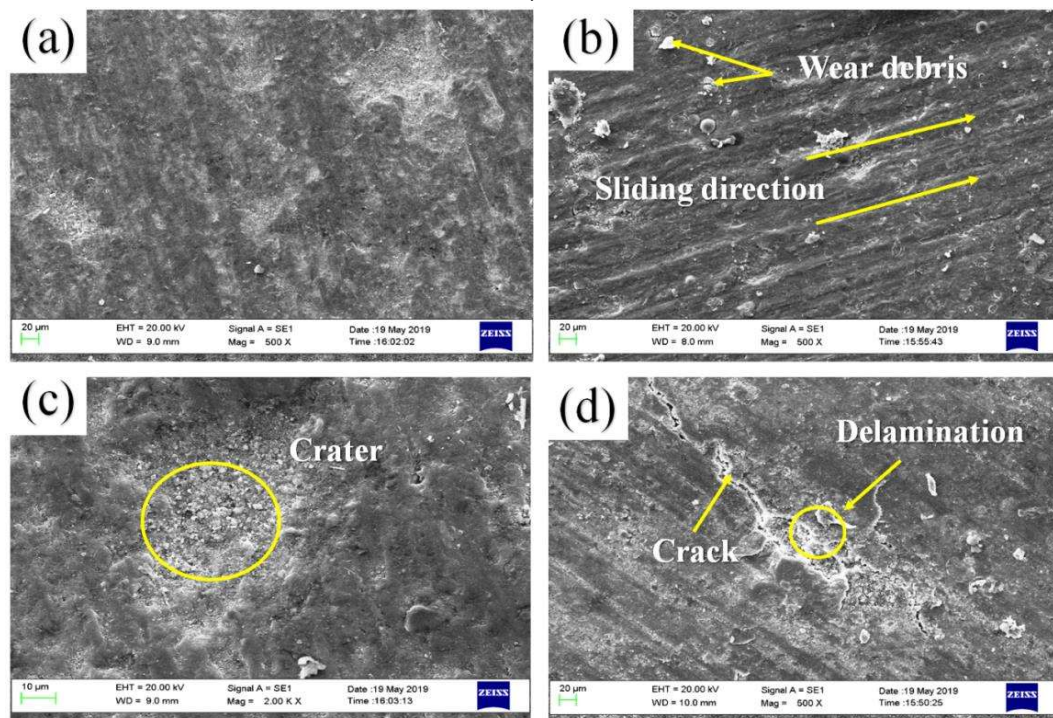 (a)
20 µm
EHT = 20.00 kV
WD = 9.0 mm
Signal A = SE1
Mag = 500 X
Date :19 May 2019
Time :16:02:02
ZEISS
(b)
Wear debris
Sliding direction
20 µm
EHT = 20.00 kV
WD = 8.0 mm
Signal A = SE1
Mag = 500 X
Date :19 May 2019
Time :15:55:43
ZEISS
(c)
Crater
10 µm
EHT = 20.00 kV
WD = 9.0 mm
Signal A = SE1
Mag = 2.00 K X
Date :19 May 2019
Time :16:03:13
ZEISS
(d)
Delamination
Crack
20 µm
EHT = 20.00 kV
WD = 10.0 mm
Signal A = SE1
Mag = 500 X
Date :19 May 2019
Time :15:50:25
ZEISS